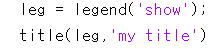 leg = legend('show');
title(leg,'my title')